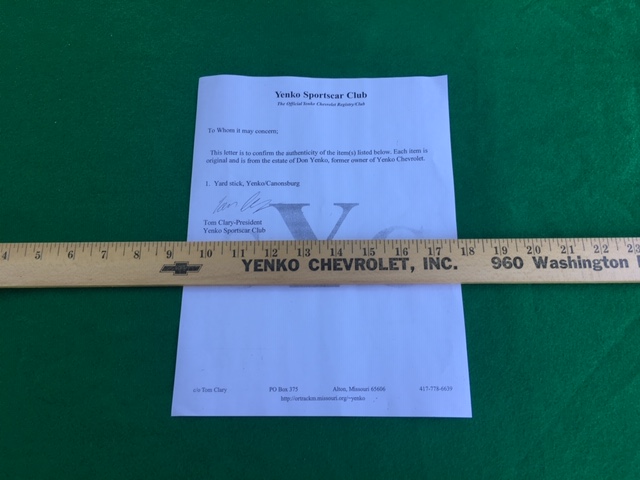 Yenko Sportscar Club
The Official Yenko Chevrolet Registry/Club
To Whom it may concern;
This letter is to confirm the authenticity of the item(s) listed below. Each item is
original and is from the estate of Don Yenko, former owner of Yenko Chevrolet.
1. Yard stick, Yenko/Canonsburg
Tom Clary-President
Yenko Sportscar Club
4 5 6 7 8 9 10 11 12 13 14 15 16 17 18 19 20 21 22 23
YENKO CHEVROLET, INC. 960 Washington
c/o Tom Clary PO Box 375 Alton, Missouri 65606 417-778-6639